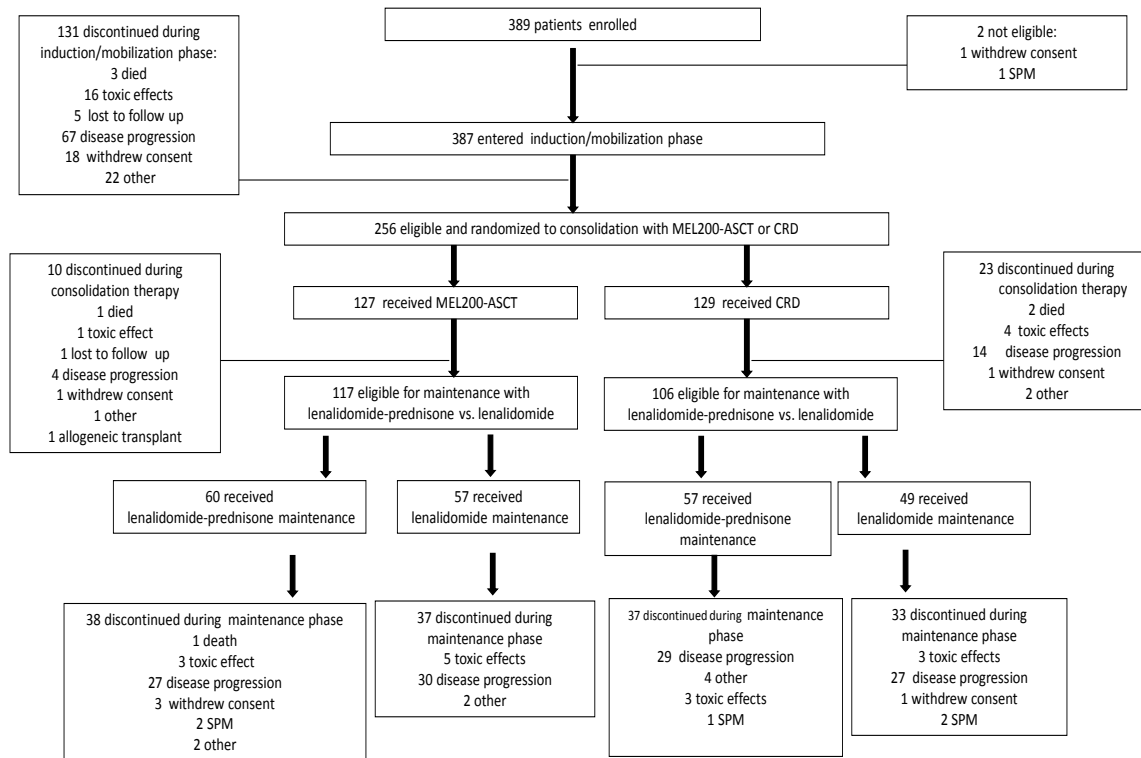 389 patients enrolled
131 discontinued during
induction/mobilization phase:
3 died
16 toxic effects
5 lost to follow up
67 disease progression
18 withdrew consent
22 other
2 not eligible:
1 withdrew consent
1 SPM
387 entered induction/mobilization phase
256 eligible and randomized to consolidation with MEL200-ASCT or CRD
10 discontinued during
consolidation therapy
1 died
1 toxic effect
1 lost to follow up
4 disease progression
1 withdrew consent
1 other
1 allogeneic transplant
127 received MEL200-ASCT
129 received CRD
23 discontinued during
consolidation therapy
2 died
4 toxic effects
14 disease progression
1 withdrew consent
2 other
117 eligible for maintenance with
lenalidomide-prednisone vs. lenalidomide
106 eligible for maintenance with
lenalidomide-prednisone vs. lenalidomide
60 received
lenalidomide-prednisone maintenance
57 received
lenalidomide maintenance
57 received
lenalidomide-prednisone
maintenance
49 received
lenalidomide maintenance
38 discontinued during maintenance phase
1 death
3 toxic effect
27 disease progression
3 withdrew consent
2 SPM
2 other
37 discontinued during
maintenance phase
5 toxic effects
30 disease progression
2 other
37 discontinued during maintenance
phase
29 disease progression
4 other
3 toxic effects
1 SPM
33 discontinued during
maintenance phase
3 toxic effects
27 disease progression
1 withdrew consent
2 SPM